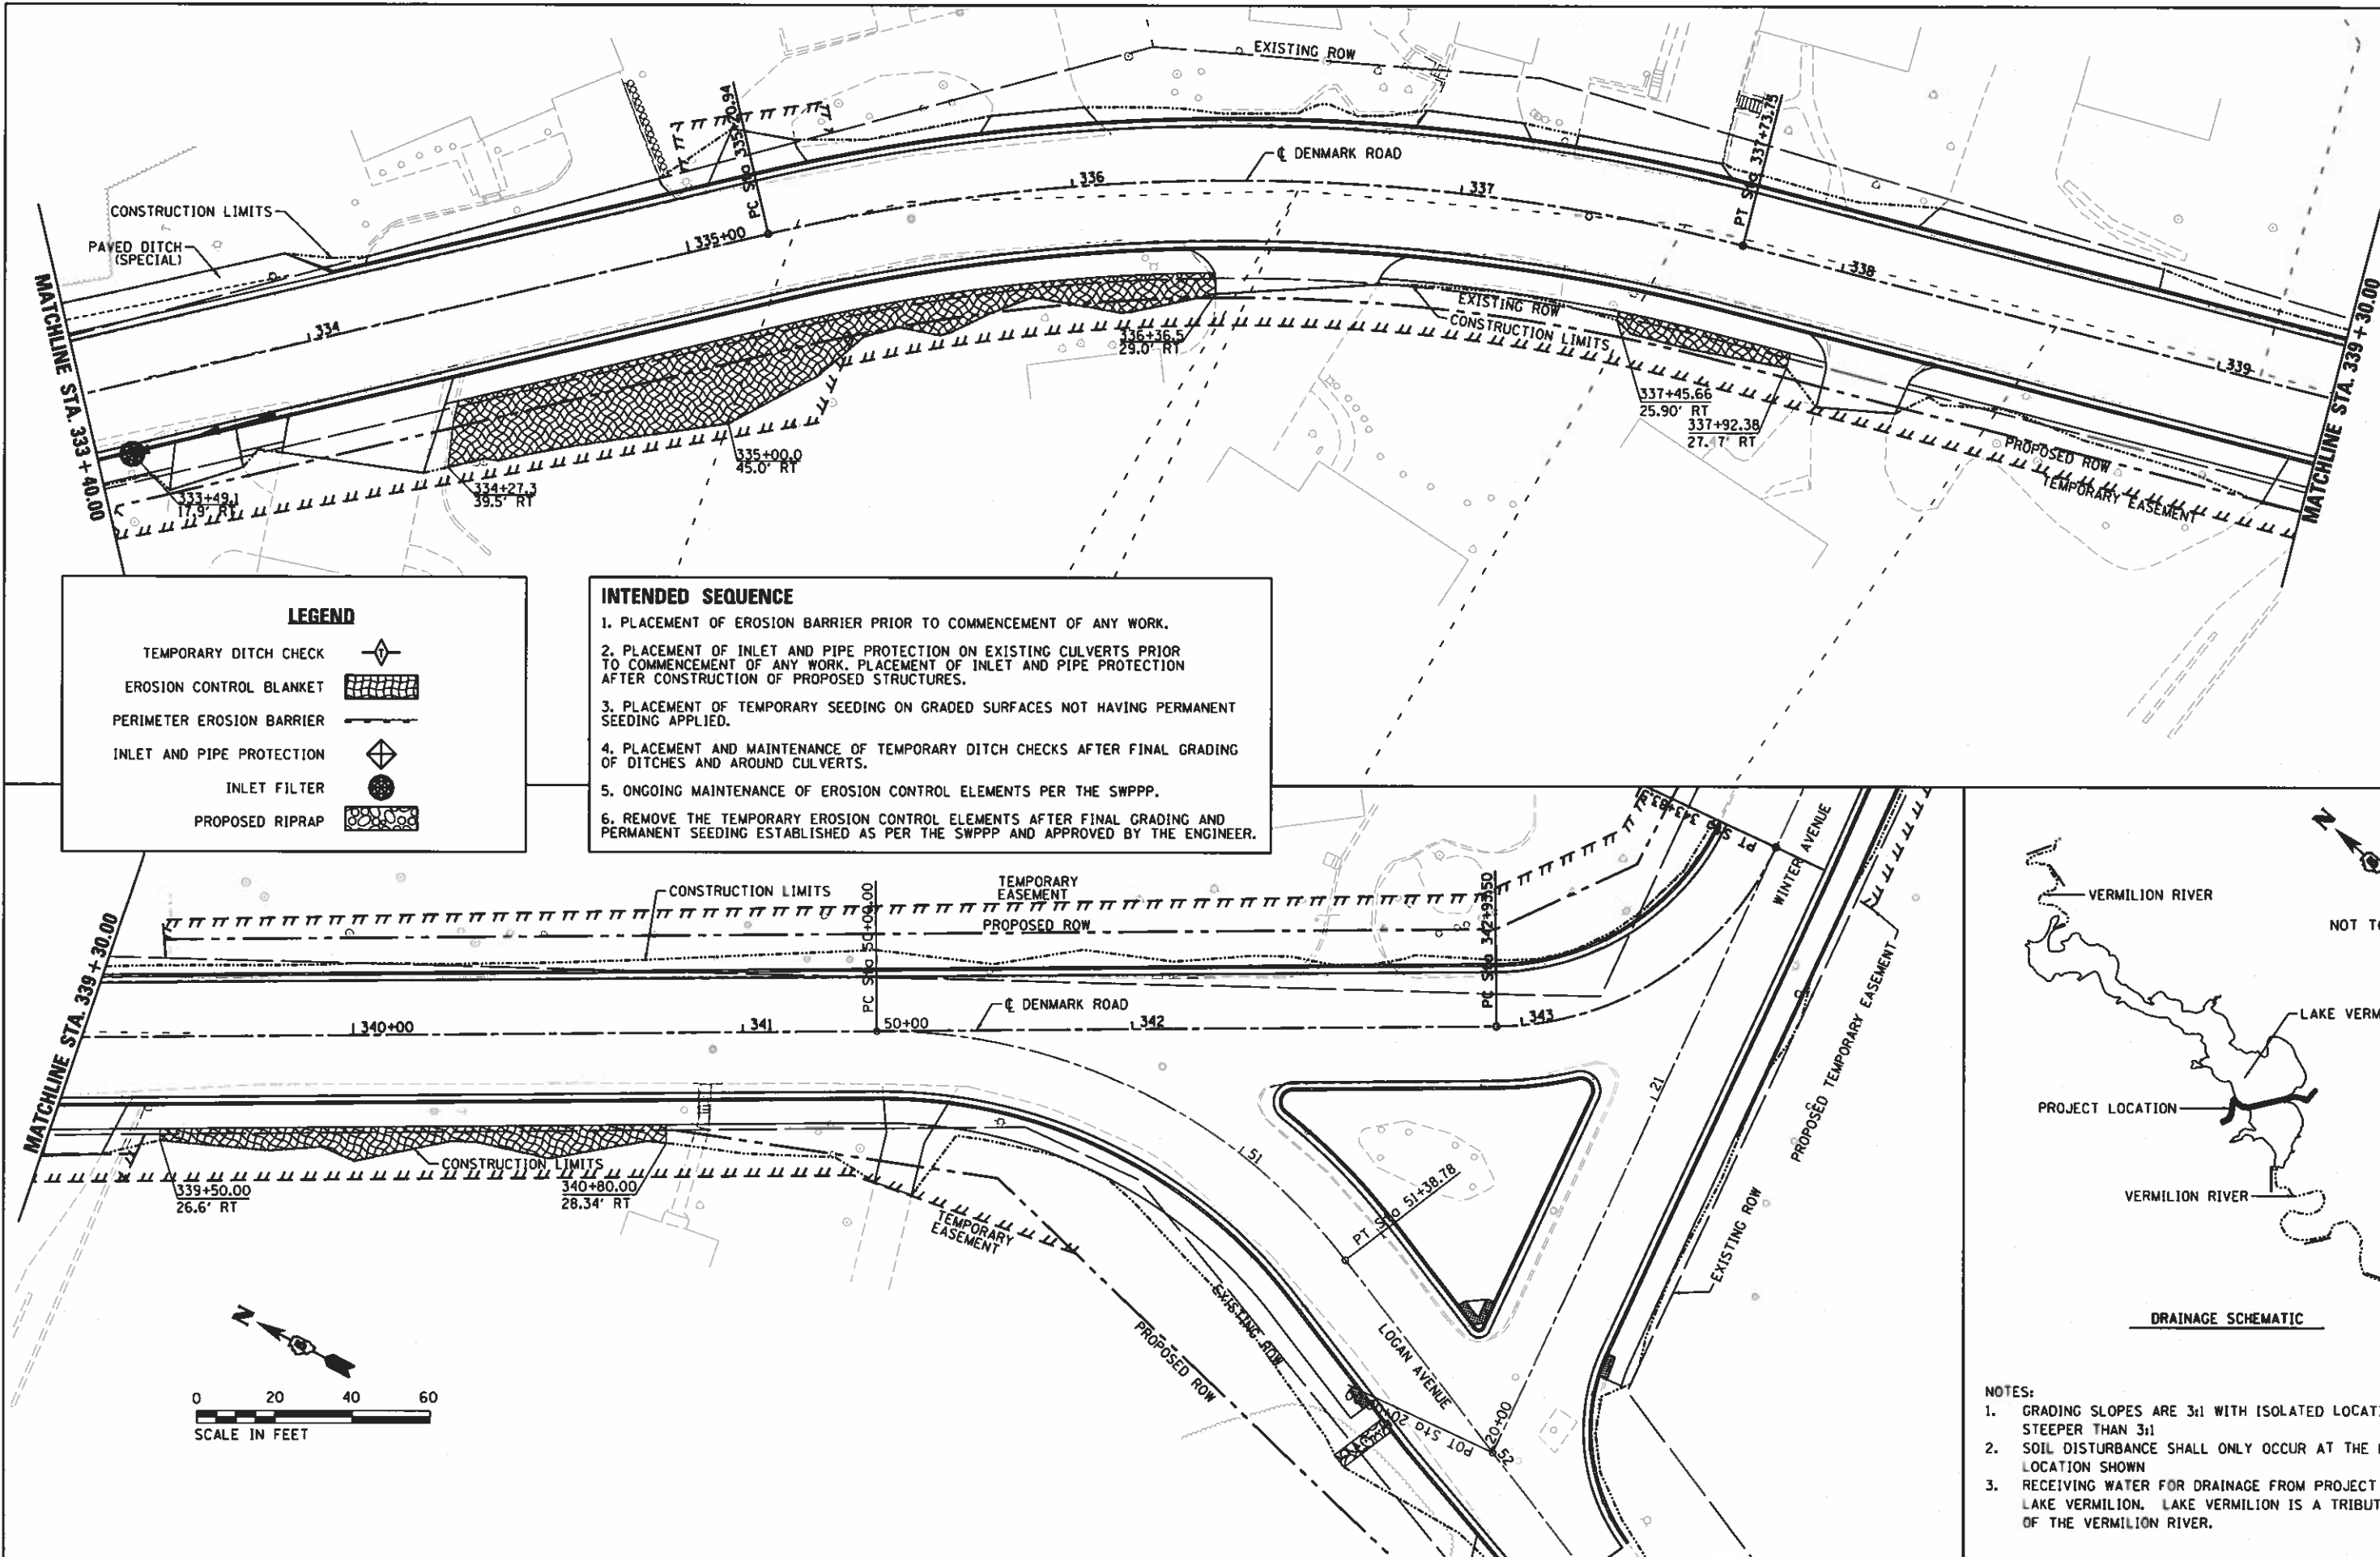 EXISTING ROW
PC Sta 335+20.94
℄ DENMARK ROAD
PT Sta 337+73.75
CONSTRUCTION LIMITS
PAVED DITCH
(SPECIAL)
334
335+00
336
337
338
339
MATCHLINE STA. 333 + 40.00
MATCHLINE STA. 339 + 30.00
EXISTING ROW
CONSTRUCTION LIMITS
336+36.5
29.0' RT
337+45.66
25.90' RT
337+92.38
27.47' RT
335+00.0
45.0' RT
334+27.3
39.5' RT
333+49.1
17.9' RT
PROPOSED ROW
TEMPORARY EASEMENT
LEGEND
TEMPORARY DITCH CHECK
T
EROSION CONTROL BLANKET
PERIMETER EROSION BARRIER
INLET AND PIPE PROTECTION
INLET FILTER
PROPOSED RIPRAP
INTENDED SEQUENCE
1. PLACEMENT OF EROSION BARRIER PRIOR TO COMMENCEMENT OF ANY WORK.
2. PLACEMENT OF INLET AND PIPE PROTECTION ON EXISTING CULVERTS PRIOR
TO COMMENCEMENT OF ANY WORK. PLACEMENT OF INLET AND PIPE PROTECTION
AFTER CONSTRUCTION OF PROPOSED STRUCTURES.
3. PLACEMENT OF TEMPORARY SEEDING ON GRADED SURFACES NOT HAVING PERMANENT
SEEDING APPLIED.
4. PLACEMENT AND MAINTENANCE OF TEMPORARY DITCH CHECKS AFTER FINAL GRADING
OF DITCHES AND AROUND CULVERTS.
5. ONGOING MAINTENANCE OF EROSION CONTROL ELEMENTS PER THE SWPPP.
6. REMOVE THE TEMPORARY EROSION CONTROL ELEMENTS AFTER FINAL GRADING AND
PERMANENT SEEDING ESTABLISHED AS PER THE SWPPP AND APPROVED BY THE ENGINEER.
MATCHLINE STA. 339 + 30.00
CONSTRUCTION LIMITS
TEMPORARY
EASEMENT
PROPOSED ROW
PC Sta 50+00.00
PC Sta 342+59.50
PT Sta 343+83.3
WINTER AVENUE
℄ DENMARK ROAD
340+00
341
50+00
342
343
21
51
PT Sta 51+38.78
CONSTRUCTION LIMITS
339+50.00
26.6' RT
340+80.00
28.34' RT
TEMPORARY
EASEMENT
PROPOSED ROW
EXISTING ROW
LOGAN AVENUE
POT Sta 20+
20+00
52
PROPOSED TEMPORARY EASEMENT
EXISTING ROW
N
0 20 40 60
SCALE IN FEET
N
VERMILION RIVER
NOT
LAKE
PROJECT LOCATION
VERMILION RIVER
DRAINAGE SCHEMATIC
NOTES:
1. GRADING SLOPES ARE 3:1 WITH ISOLATED
STEEPER THAN 3:1
2. SOIL DISTURBANCE SHALL ONLY OCCUR AT THE
LOCATION SHOWN
3. RECEIVING WATER FOR DRAINAGE FROM PROJECT
LAKE VERMILION. LAKE VERMILION IS A
OF THE VERMILION RIVER.